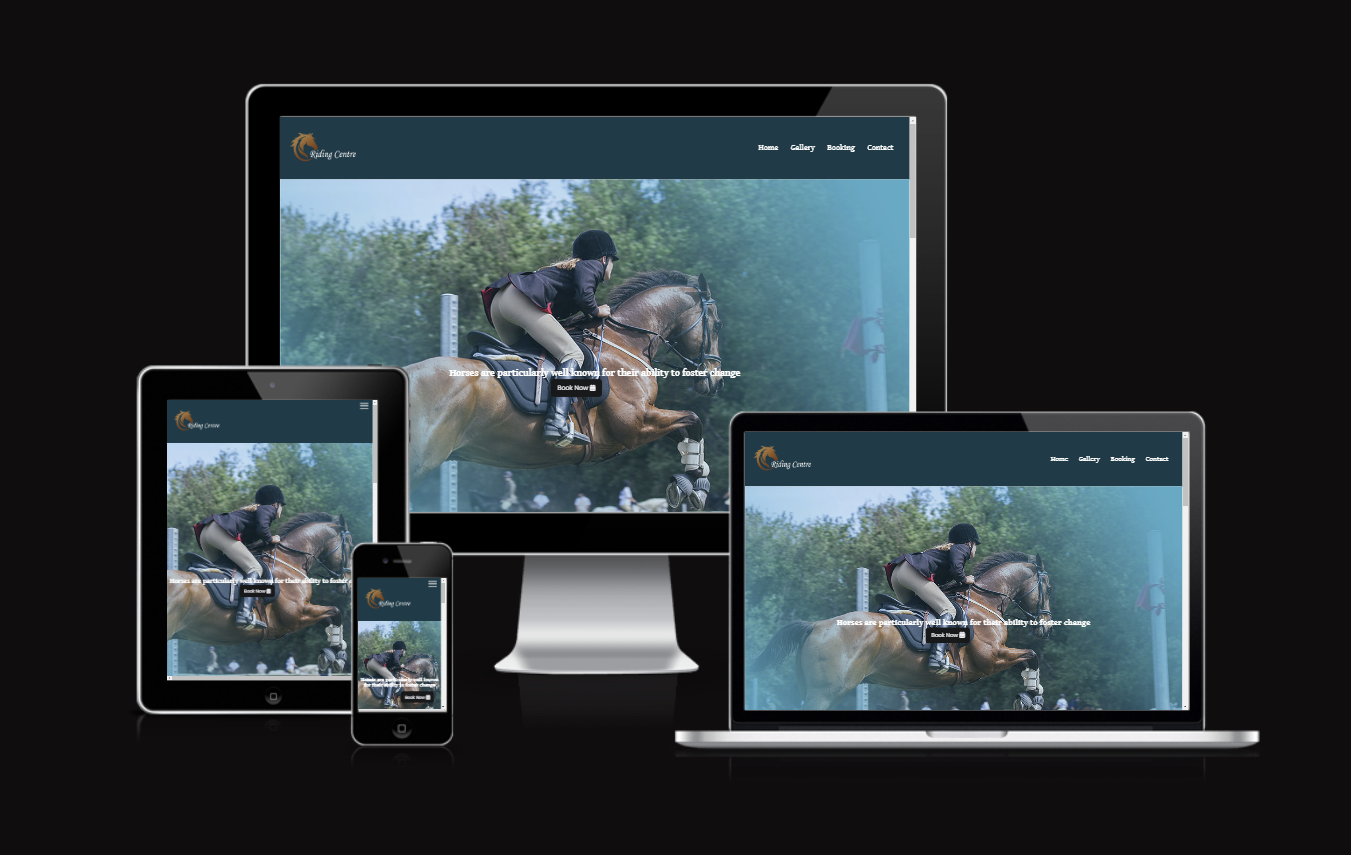 Riding Centre
Home Gallery Booking Contact
Horses are particularly well known for their ability to foster change
Book Now
Riding Centre
Horses are particularly well known for their ability to foster c
Book Now
Riding Centre
Horses are particularly well known
for their ability to foster change
Book Now
Riding Centre
Home Gallery Booking Contact
Horses are particularly well known for their ability to foster change
Book Now